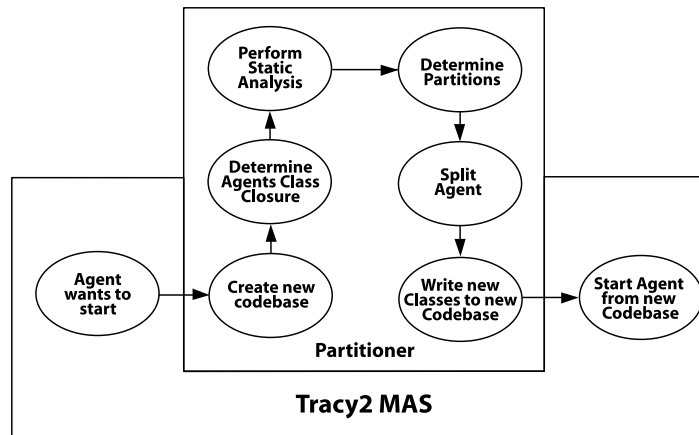 Perform
Static
Analysis
Determine
Partitions
Determine
Agents Class
Closure
Split
Agent
Agent
wants to
start
Create new
codebase
Write new
Classes to new
Codebase
Start Agent
from new
Codebase
Partitioner
Tracy2 MAS